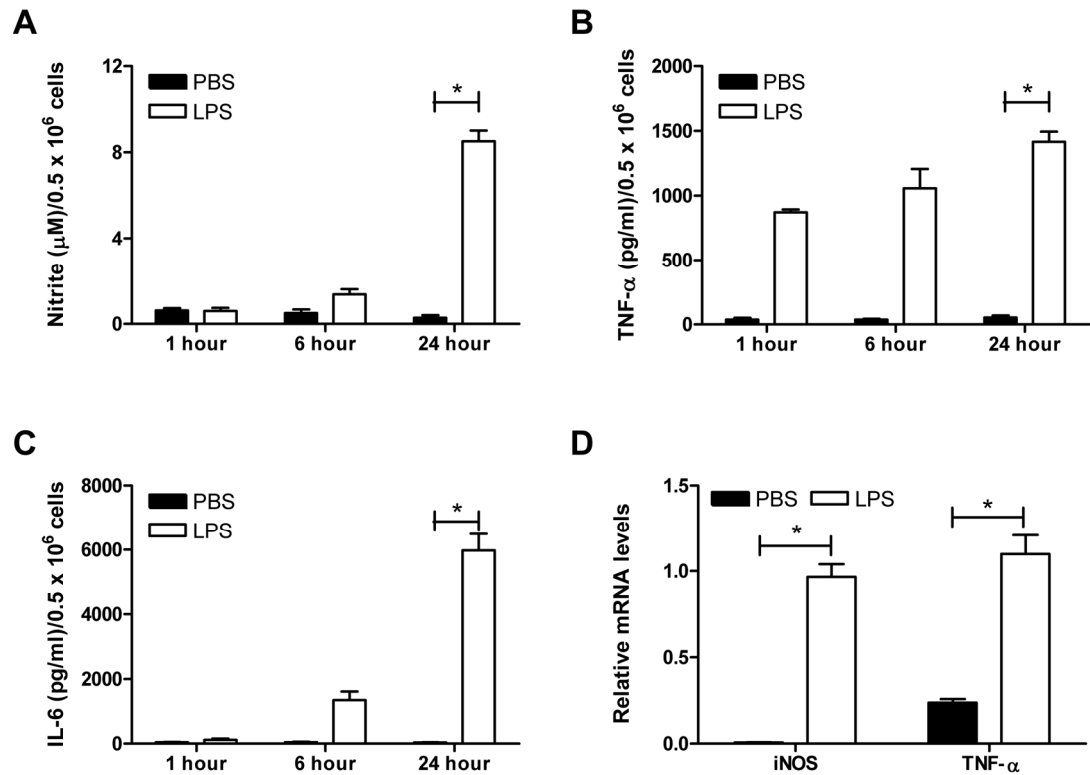 A
Nitrite (μM)/0.5 x 10⁶ cells
PBS
LPS
12
8
4
0
*
1 hour 6 hour 24 hour
B
TNF-α (pg/ml)/0.5 x 10⁶ cells
PBS
LPS
2000
1500
1000
500
0
*
1 hour 6 hour 24 hour
C
IL-6 (pg/ml)/0.5 x 10⁶ cells
PBS
LPS
8000
6000
4000
2000
0
*
1 hour 6 hour 24 hour
D
Relative mRNA levels
PBS LPS
1.5
1.0
0.5
0.0
*
*
iNOS TNF-α